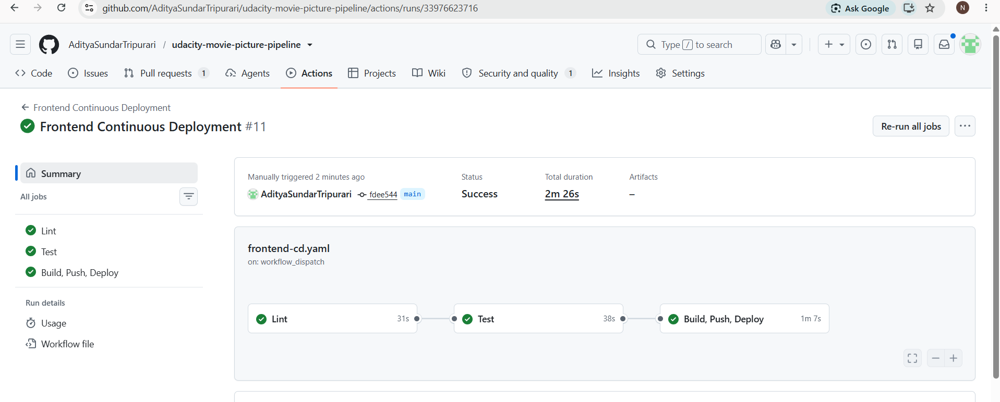 github.com/AdityaSundarTripurari/udacity-movie-picture-pipeline/actions/runs/33976623716
Ask Google
N
AdityaSundarTripurari / udacity-movie-picture-pipeline
Type / to search
Code
Issues
Pull requests 1
Agents
Actions
Projects
Wiki
Security and quality 1
Insights
Settings
Frontend Continuous Deployment
Frontend Continuous Deployment #11
Re-run all jobs
Summary
All jobs
Lint
Test
Build, Push, Deploy
Run details
Usage
Workflow file
Manually triggered 2 minutes ago
AdityaSundarTripurari fdee544 main
Status
Success
Total duration
2m 26s
Artifacts
–
frontend-cd.yaml
on: workflow_dispatch
Lint 31s
Test 38s
Build, Push, Deploy 1m 7s